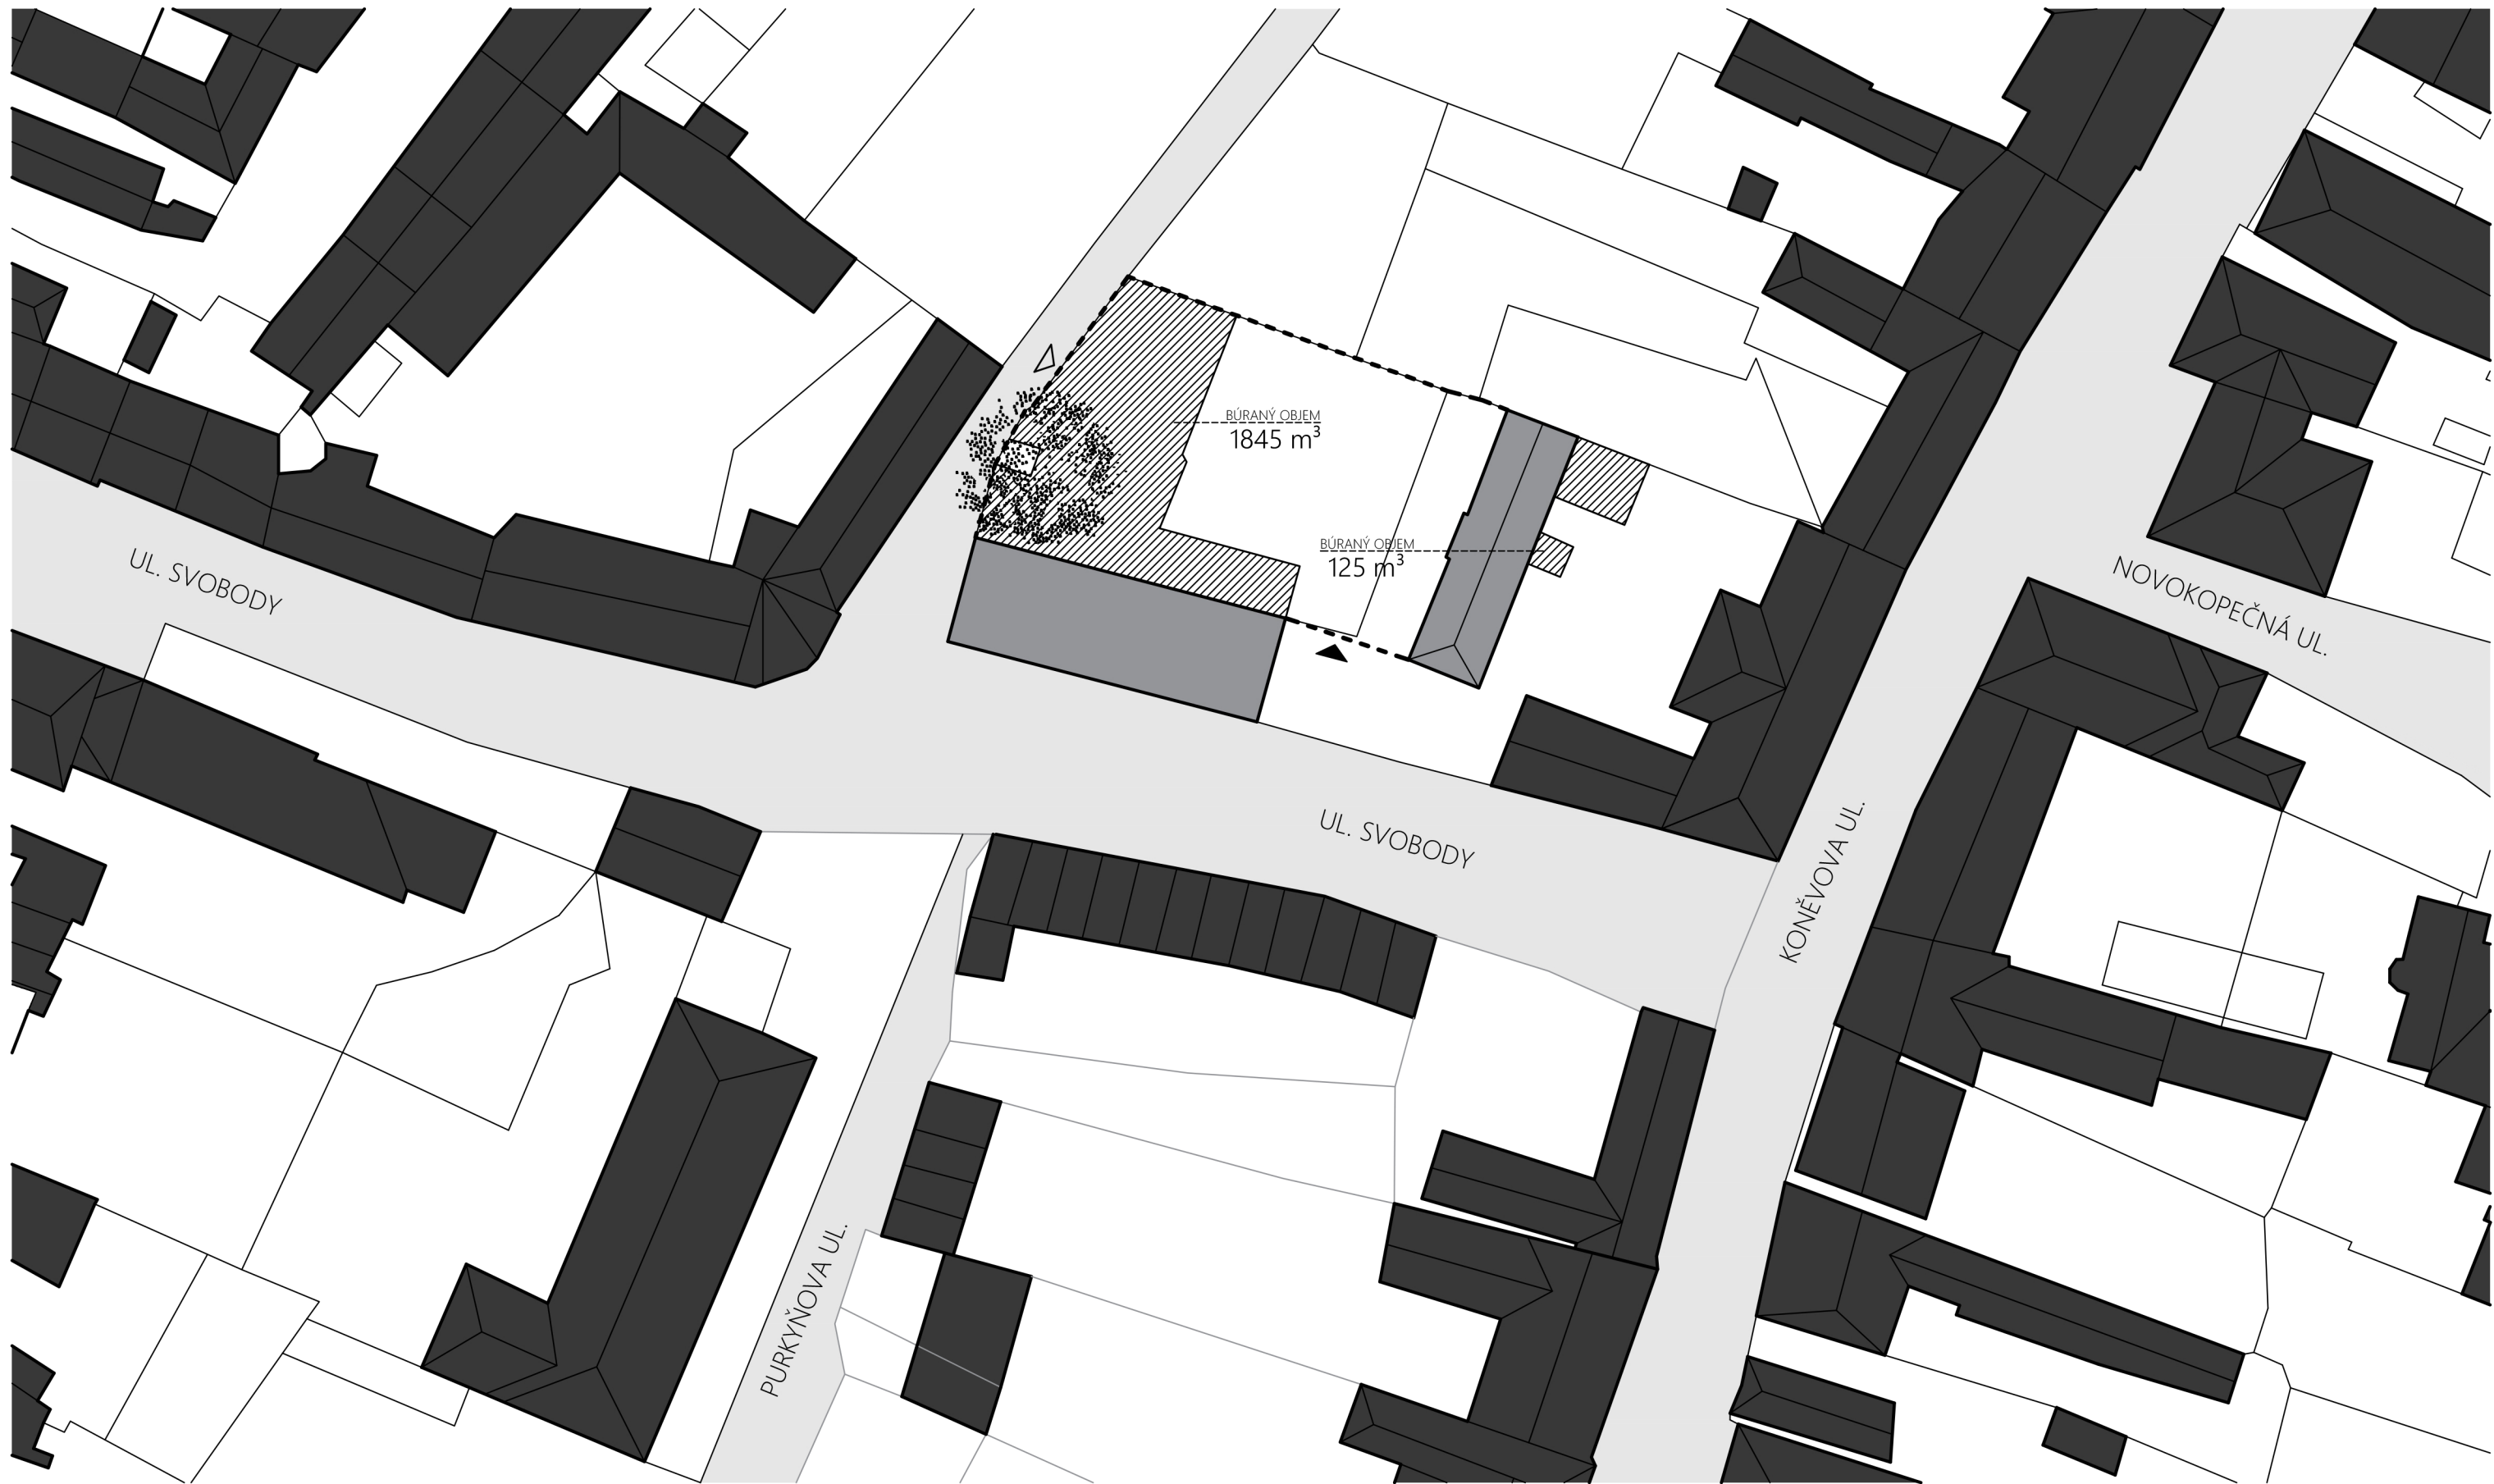 BÚRANÝ OBJEM
1845 m³
BÚRANÝ OBJEM
125 m³
UL. SVOBODY
NOVOKOPEČNÁ UL.
UL. SVOBODY
KONĚVOVA UL.
PURKYŇOVA UL.